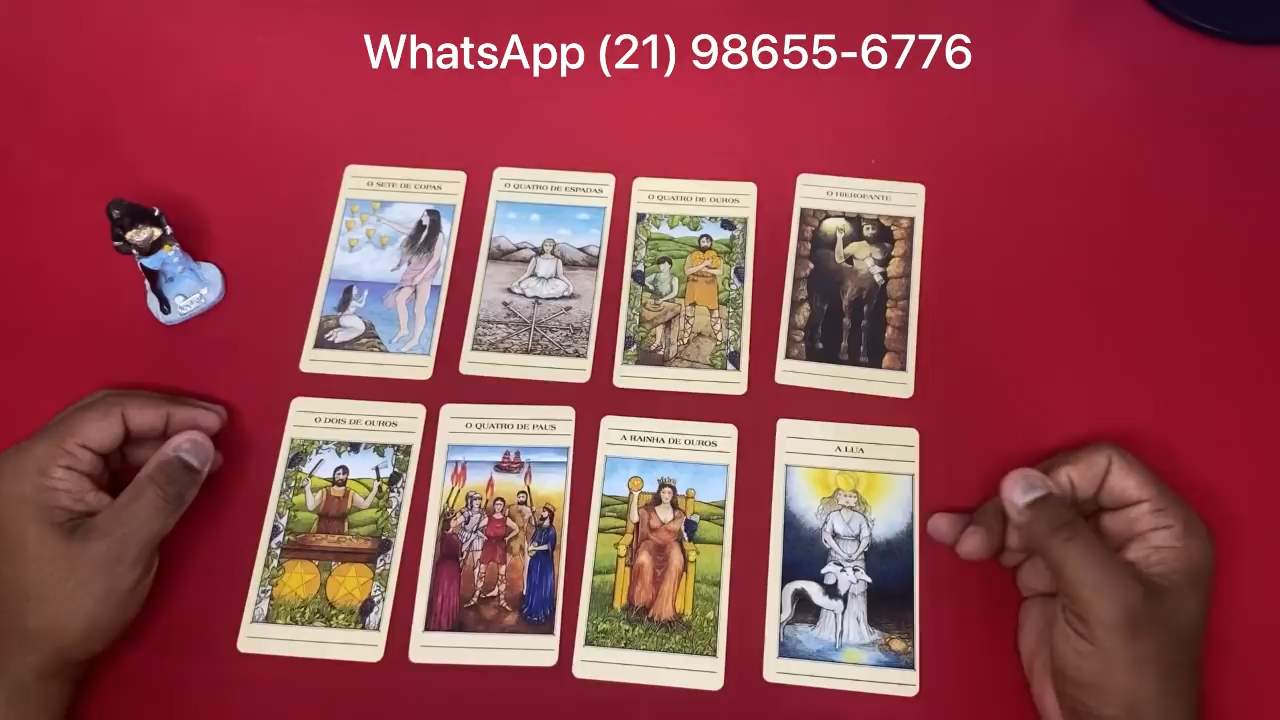 WhatsApp (21) 98655-6776
O SETE DE COPAS
O QUATRO DE ESPADAS
O QUATRO DE OUROS
O HIEROFANTE
O DOIS DE OUROS
O QUATRO DE PAUS
A RAINHA DE OUROS
A LUA